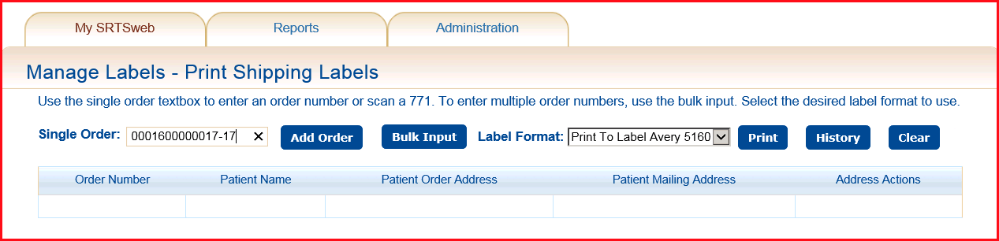 My SRTSweb Reports Administration
Manage Labels - Print Shipping Labels
Use the single order textbox to enter an order number or scan a 771. To enter multiple order numbers, use the bulk input. Select the desired label format to use.
Single Order: 0001600000017-17 ✕ Add Order Bulk Input Label Format: Print To Label Avery 5160 Print History Clear
Order Number Patient Name Patient Order Address Patient Mailing Address Address Actions